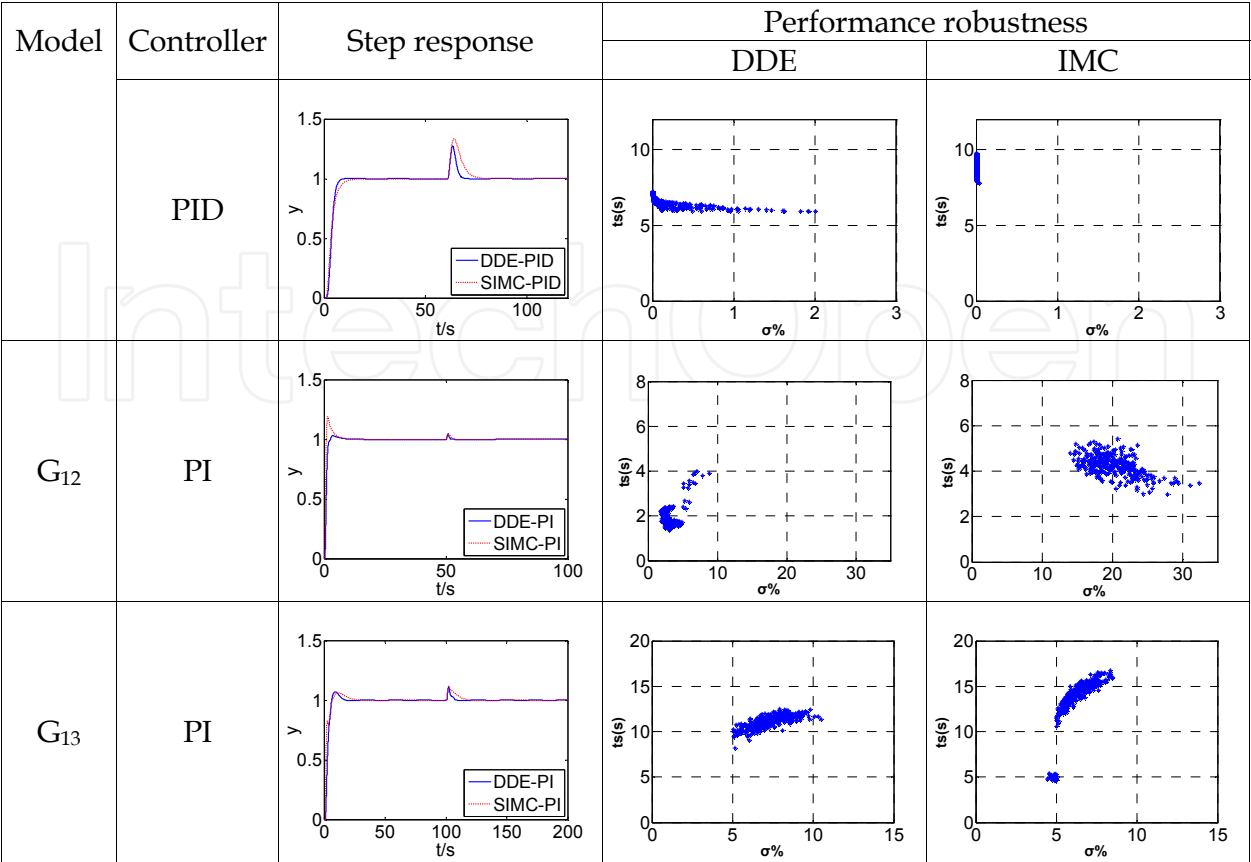 Model
Controller
Step response
Performance robustness
DDE
IMC
PID
1.5
1
0.5
0
y
0
50
100
t/s
DDE-PID
SIMC-PID
10
5
0
ts(s)
0
1
2
3
σ%
10
5
0
ts(s)
0
1
2
3
σ%
G12
PI
1.5
1
0.5
0
y
0
50
100
t/s
DDE-PI
SIMC-PI
8
6
4
2
0
ts(s)
0
10
20
30
σ%
8
6
4
2
0
ts(s)
0
10
20
30
σ%
G13
PI
1.5
1
0.5
0
y
0
50
100
150
200
t/s
DDE-PI
SIMC-PI
20
15
10
5
0
ts(s)
0
5
10
15
σ%
20
15
10
5
0
ts(s)
0
5
10
15
σ%
IntechOpen